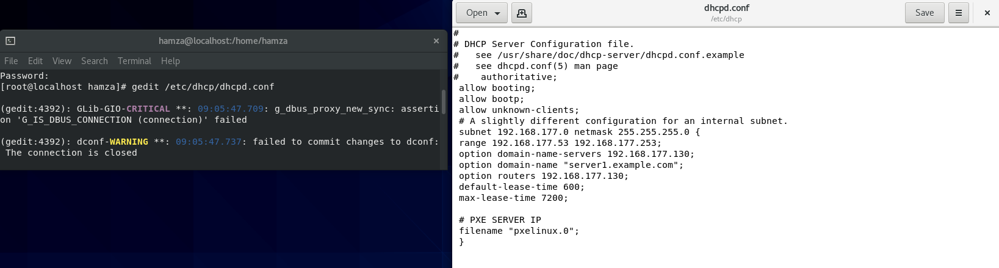 hamza@localhost:/home/hamza
File Edit View Search Terminal Help
Password:
[root@localhost hamza]# gedit /etc/dhcp/dhcpd.conf
(gedit:4392): GLib-GIO-CRITICAL **: 09:05:47.709: g_dbus_proxy_new_sync: asserti
on 'G_IS_DBUS_CONNECTION (connection)' failed
(gedit:4392): dconf-WARNING **: 09:05:47.737: failed to commit changes to dconf:
The connection is closed
Open
dhcpd.conf
/etc/dhcp
Save
#
# DHCP Server Configuration file.
#   see /usr/share/doc/dhcp-server/dhcpd.conf.example
#   see dhcpd.conf(5) man page
#    authoritative;
allow booting;
allow bootp;
allow unknown-clients;
# A slightly different configuration for an internal subnet.
subnet 192.168.177.0 netmask 255.255.255.0 {
range 192.168.177.53 192.168.177.253;
option domain-name-servers 192.168.177.130;
option domain-name "server1.example.com";
option routers 192.168.177.130;
default-lease-time 600;
max-lease-time 7200;
# PXE SERVER IP
filename "pxelinux.0";
}